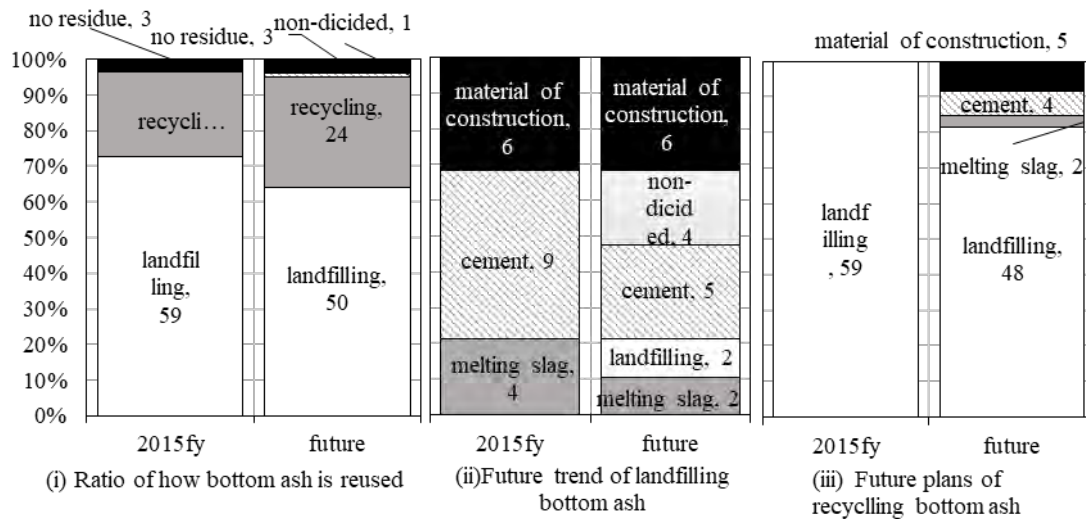 no residue, 3
no residue, 3
non-dicided, 1
100%
90%
80%
70%
60%
50%
40%
30%
20%
10%
0%
recycli…
landfil
ling,
59
recycling,
24
landfilling,
50
2015fy
future
(i) Ratio of how bottom ash is reused
material of
construction,
6
cement, 9
melting slag,
4
material of
construction,
6
non-
dicid
ed, 4
cement, 5
landfilling, 2
melting slag, 2
2015fy
future
(ii)Future trend of landfilling
bottom ash
material of construction, 5
landf
illing
, 59
cement, 4
melting slag, 2
landfilling,
48
2015fy
future
(iii) Future plans of
recyclling bottom ash